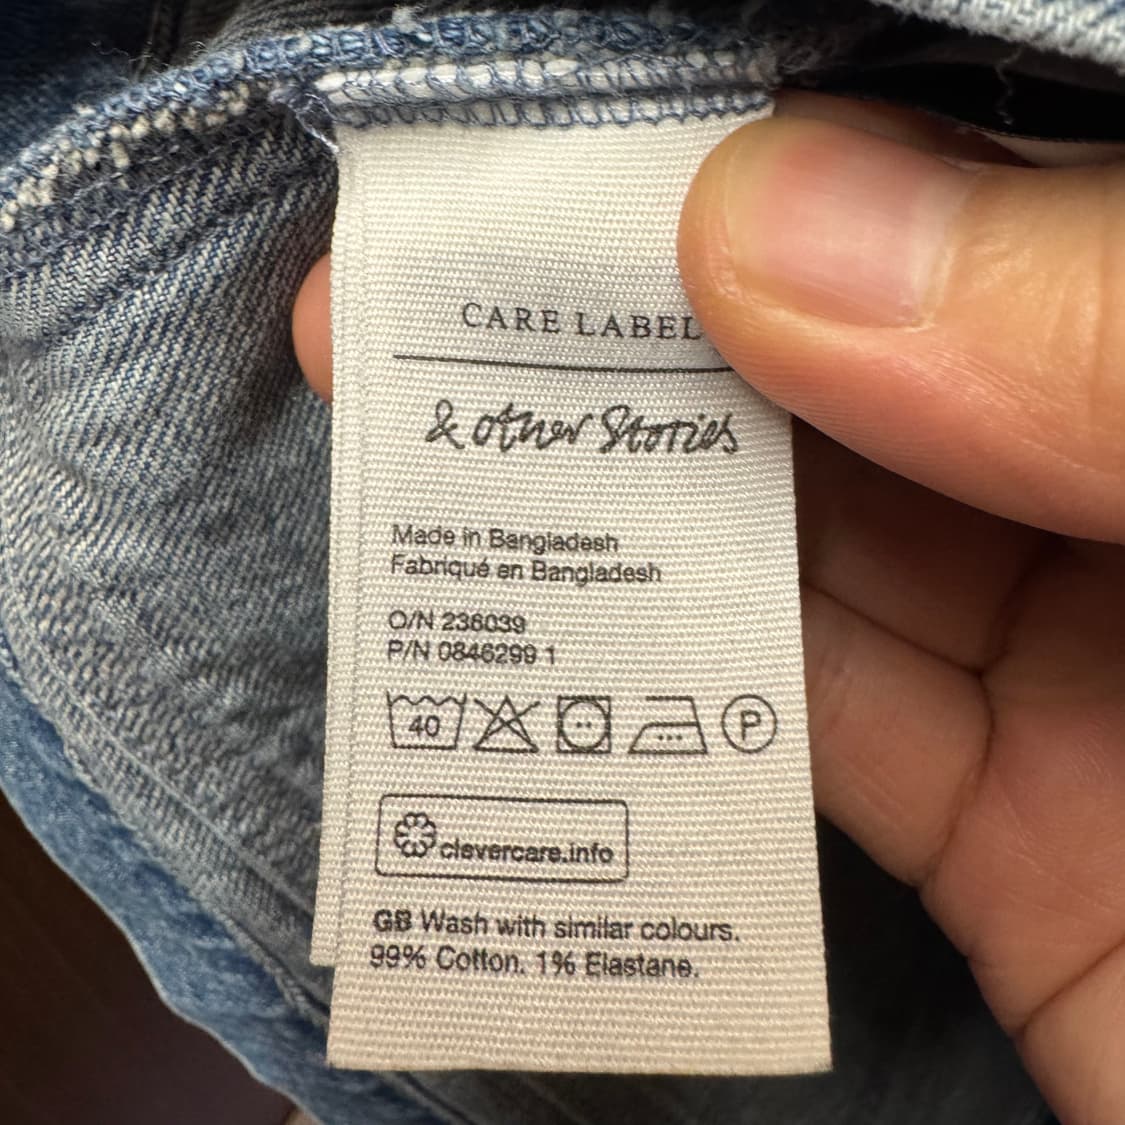 CARE LABEL
& other Stories
Made in Bangladesh
Fabriqué en Bangladesh
O/N 236039
P/N 0846299 1
40 P
clevercare.info
GB Wash with similar colours.
99% Cotton. 1% Elastane.